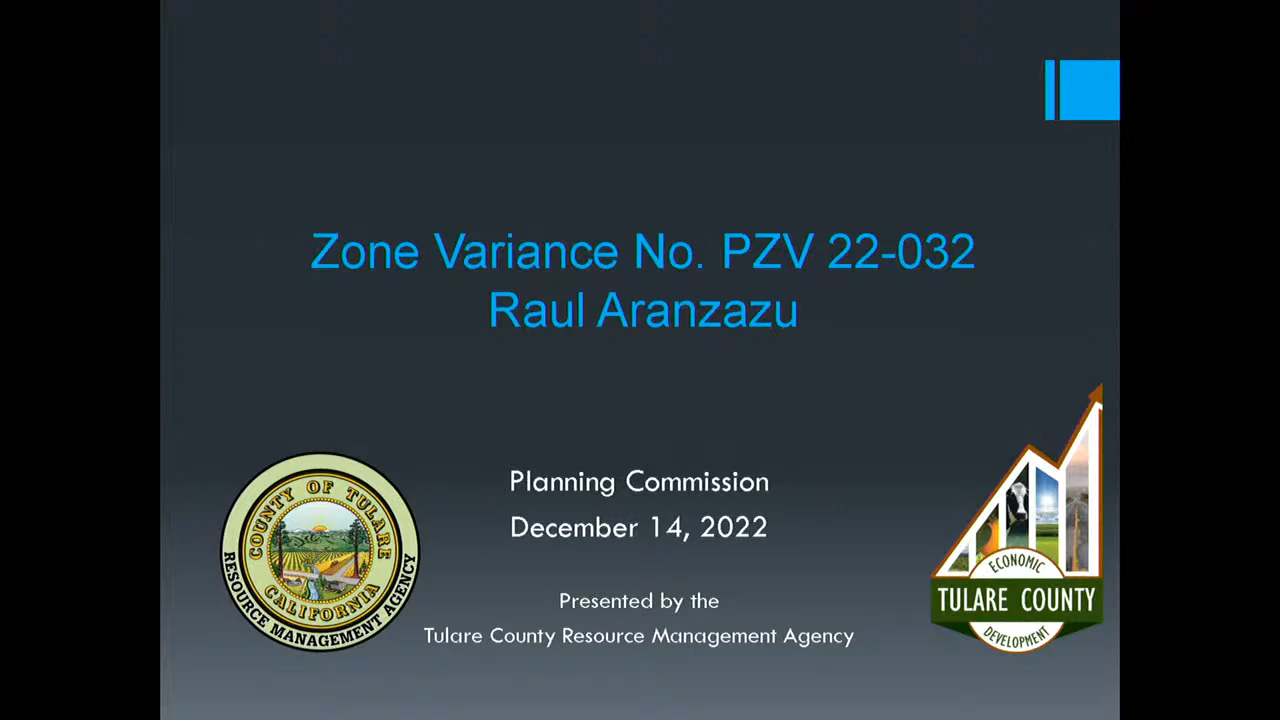 Zone Variance No. PZV 22-032
Raul Aranzazu
Planning Commission
December 14, 2022
Presented by the
Tulare County Resource Management Agency
COUNTY OF TULARE
CALIFORNIA
RESOURCE MANAGEMENT AGENCY
ECONOMIC
TULARE COUNTY
DEVELOPMENT